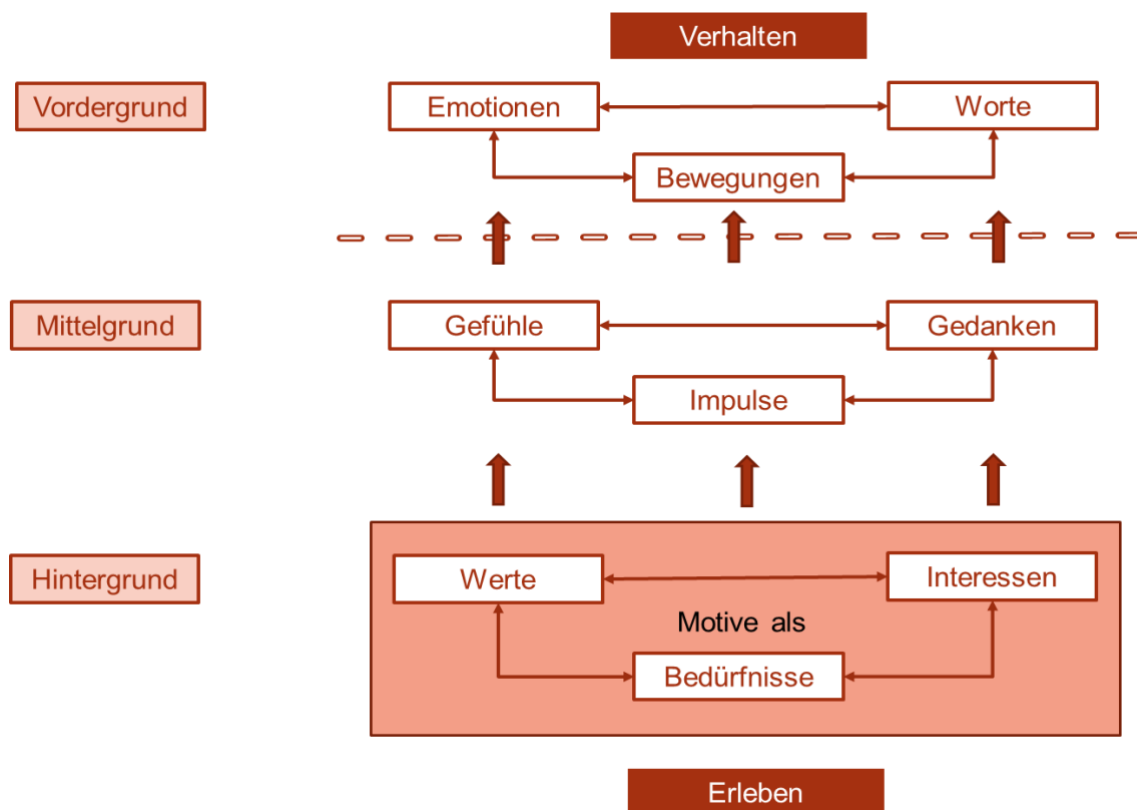 Verhalten
Vordergrund
Emotionen
Worte
Bewegungen
Mittelgrund
Gefühle
Gedanken
Impulse
Hintergrund
Werte
Interessen
Motive als
Bedürfnisse
Erleben